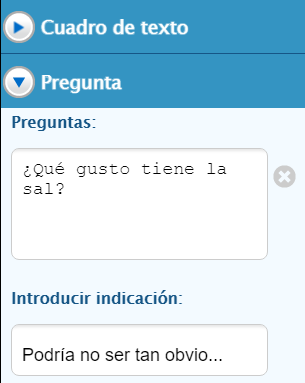 Cuadro de texto
Pregunta
Preguntas:
¿Qué gusto tiene la
sal?
Introducir indicación:
Podría no ser tan obvio...